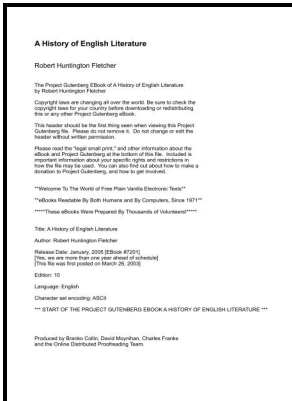 A History of English Literature
Robert Huntington Fletcher
The Project Gutenberg EBook of A History of English Literature
by Robert Huntington Fletcher
Copyright laws are changing all over the world. Be sure to check the
copyright laws for your country before downloading or redistributing
this or any other Project Gutenberg eBook.
This header should be the first thing seen when viewing this Project
Gutenberg file. Please do not remove it. Do not change or edit the
header without written permission.
Please read the "legal small print," and other information about the
eBook and Project Gutenberg at the bottom of this file. Included is
important information about your specific rights and restrictions in
how the file may be used. You can also find out about how to make a
donation to Project Gutenberg, and how to get involved.
**Welcome To The World of Free Plain Vanilla Electronic Texts**
**eBooks Readable By Both Humans and By Computers, Since 1971**
*****These eBooks Were Prepared By Thousands of Volunteers!*****
Title: A History of English Literature
Author: Robert Huntington Fletcher
Release Date: January, 2005 [EBook #7201]
[Yes, we are more than one year ahead of schedule]
[This file was first posted on March 26, 2003]
Edition: 10
Language: English
Character set encoding: ASCII
*** START OF THE PROJECT GUTENBERG EBOOK A HISTORY OF ENGLISH LITERATURE ***
Produced by Branko Collin, David Moynihan, Charles Franks
and the Online Distributed Proofreading Team.